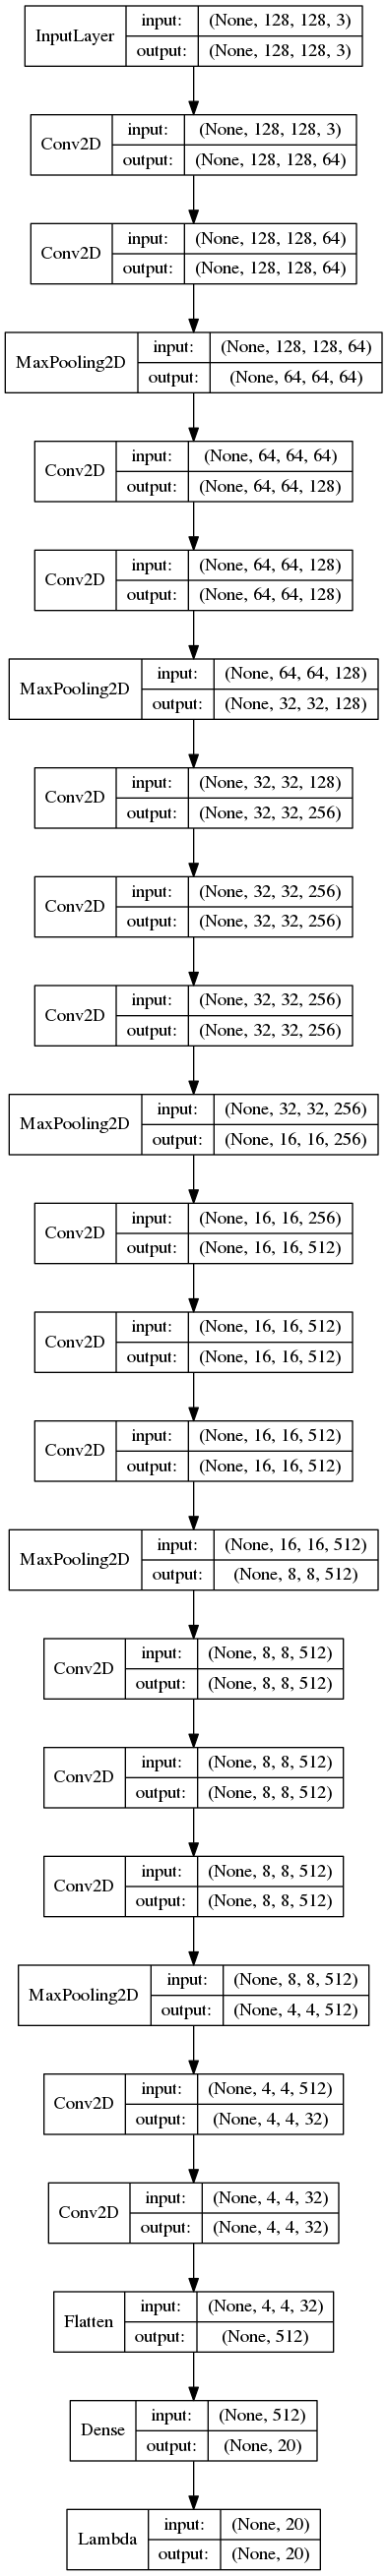 InputLayer
input: (None, 128, 128, 3)
output: (None, 128, 128, 3)
Conv2D
input: (None, 128, 128, 3)
output: (None, 128, 128, 64)
Conv2D
input: (None, 128, 128, 64)
output: (None, 128, 128, 64)
MaxPooling2D
input: (None, 128, 128, 64)
output: (None, 64, 64, 64)
Conv2D
input: (None, 64, 64, 64)
output: (None, 64, 64, 128)
Conv2D
input: (None, 64, 64, 128)
output: (None, 64, 64, 128)
MaxPooling2D
input: (None, 64, 64, 128)
output: (None, 32, 32, 128)
Conv2D
input: (None, 32, 32, 128)
output: (None, 32, 32, 256)
Conv2D
input: (None, 32, 32, 256)
output: (None, 32, 32, 256)
Conv2D
input: (None, 32, 32, 256)
output: (None, 32, 32, 256)
MaxPooling2D
input: (None, 32, 32, 256)
output: (None, 16, 16, 256)
Conv2D
input: (None, 16, 16, 256)
output: (None, 16, 16, 512)
Conv2D
input: (None, 16, 16, 512)
output: (None, 16, 16, 512)
Conv2D
input: (None, 16, 16, 512)
output: (None, 16, 16, 512)
MaxPooling2D
input: (None, 16, 16, 512)
output: (None, 8, 8, 512)
Conv2D
input: (None, 8, 8, 512)
output: (None, 8, 8, 512)
Conv2D
input: (None, 8, 8, 512)
output: (None, 8, 8, 512)
Conv2D
input: (None, 8, 8, 512)
output: (None, 8, 8, 512)
MaxPooling2D
input: (None, 8, 8, 512)
output: (None, 4, 4, 512)
Conv2D
input: (None, 4, 4, 512)
output: (None, 4, 4, 32)
Conv2D
input: (None, 4, 4, 32)
output: (None, 4, 4, 32)
Flatten
input: (None, 4, 4, 32)
output: (None, 512)
Dense
input: (None, 512)
output: (None, 20)
Lambda
input: (None, 20)
output: (None, 20)